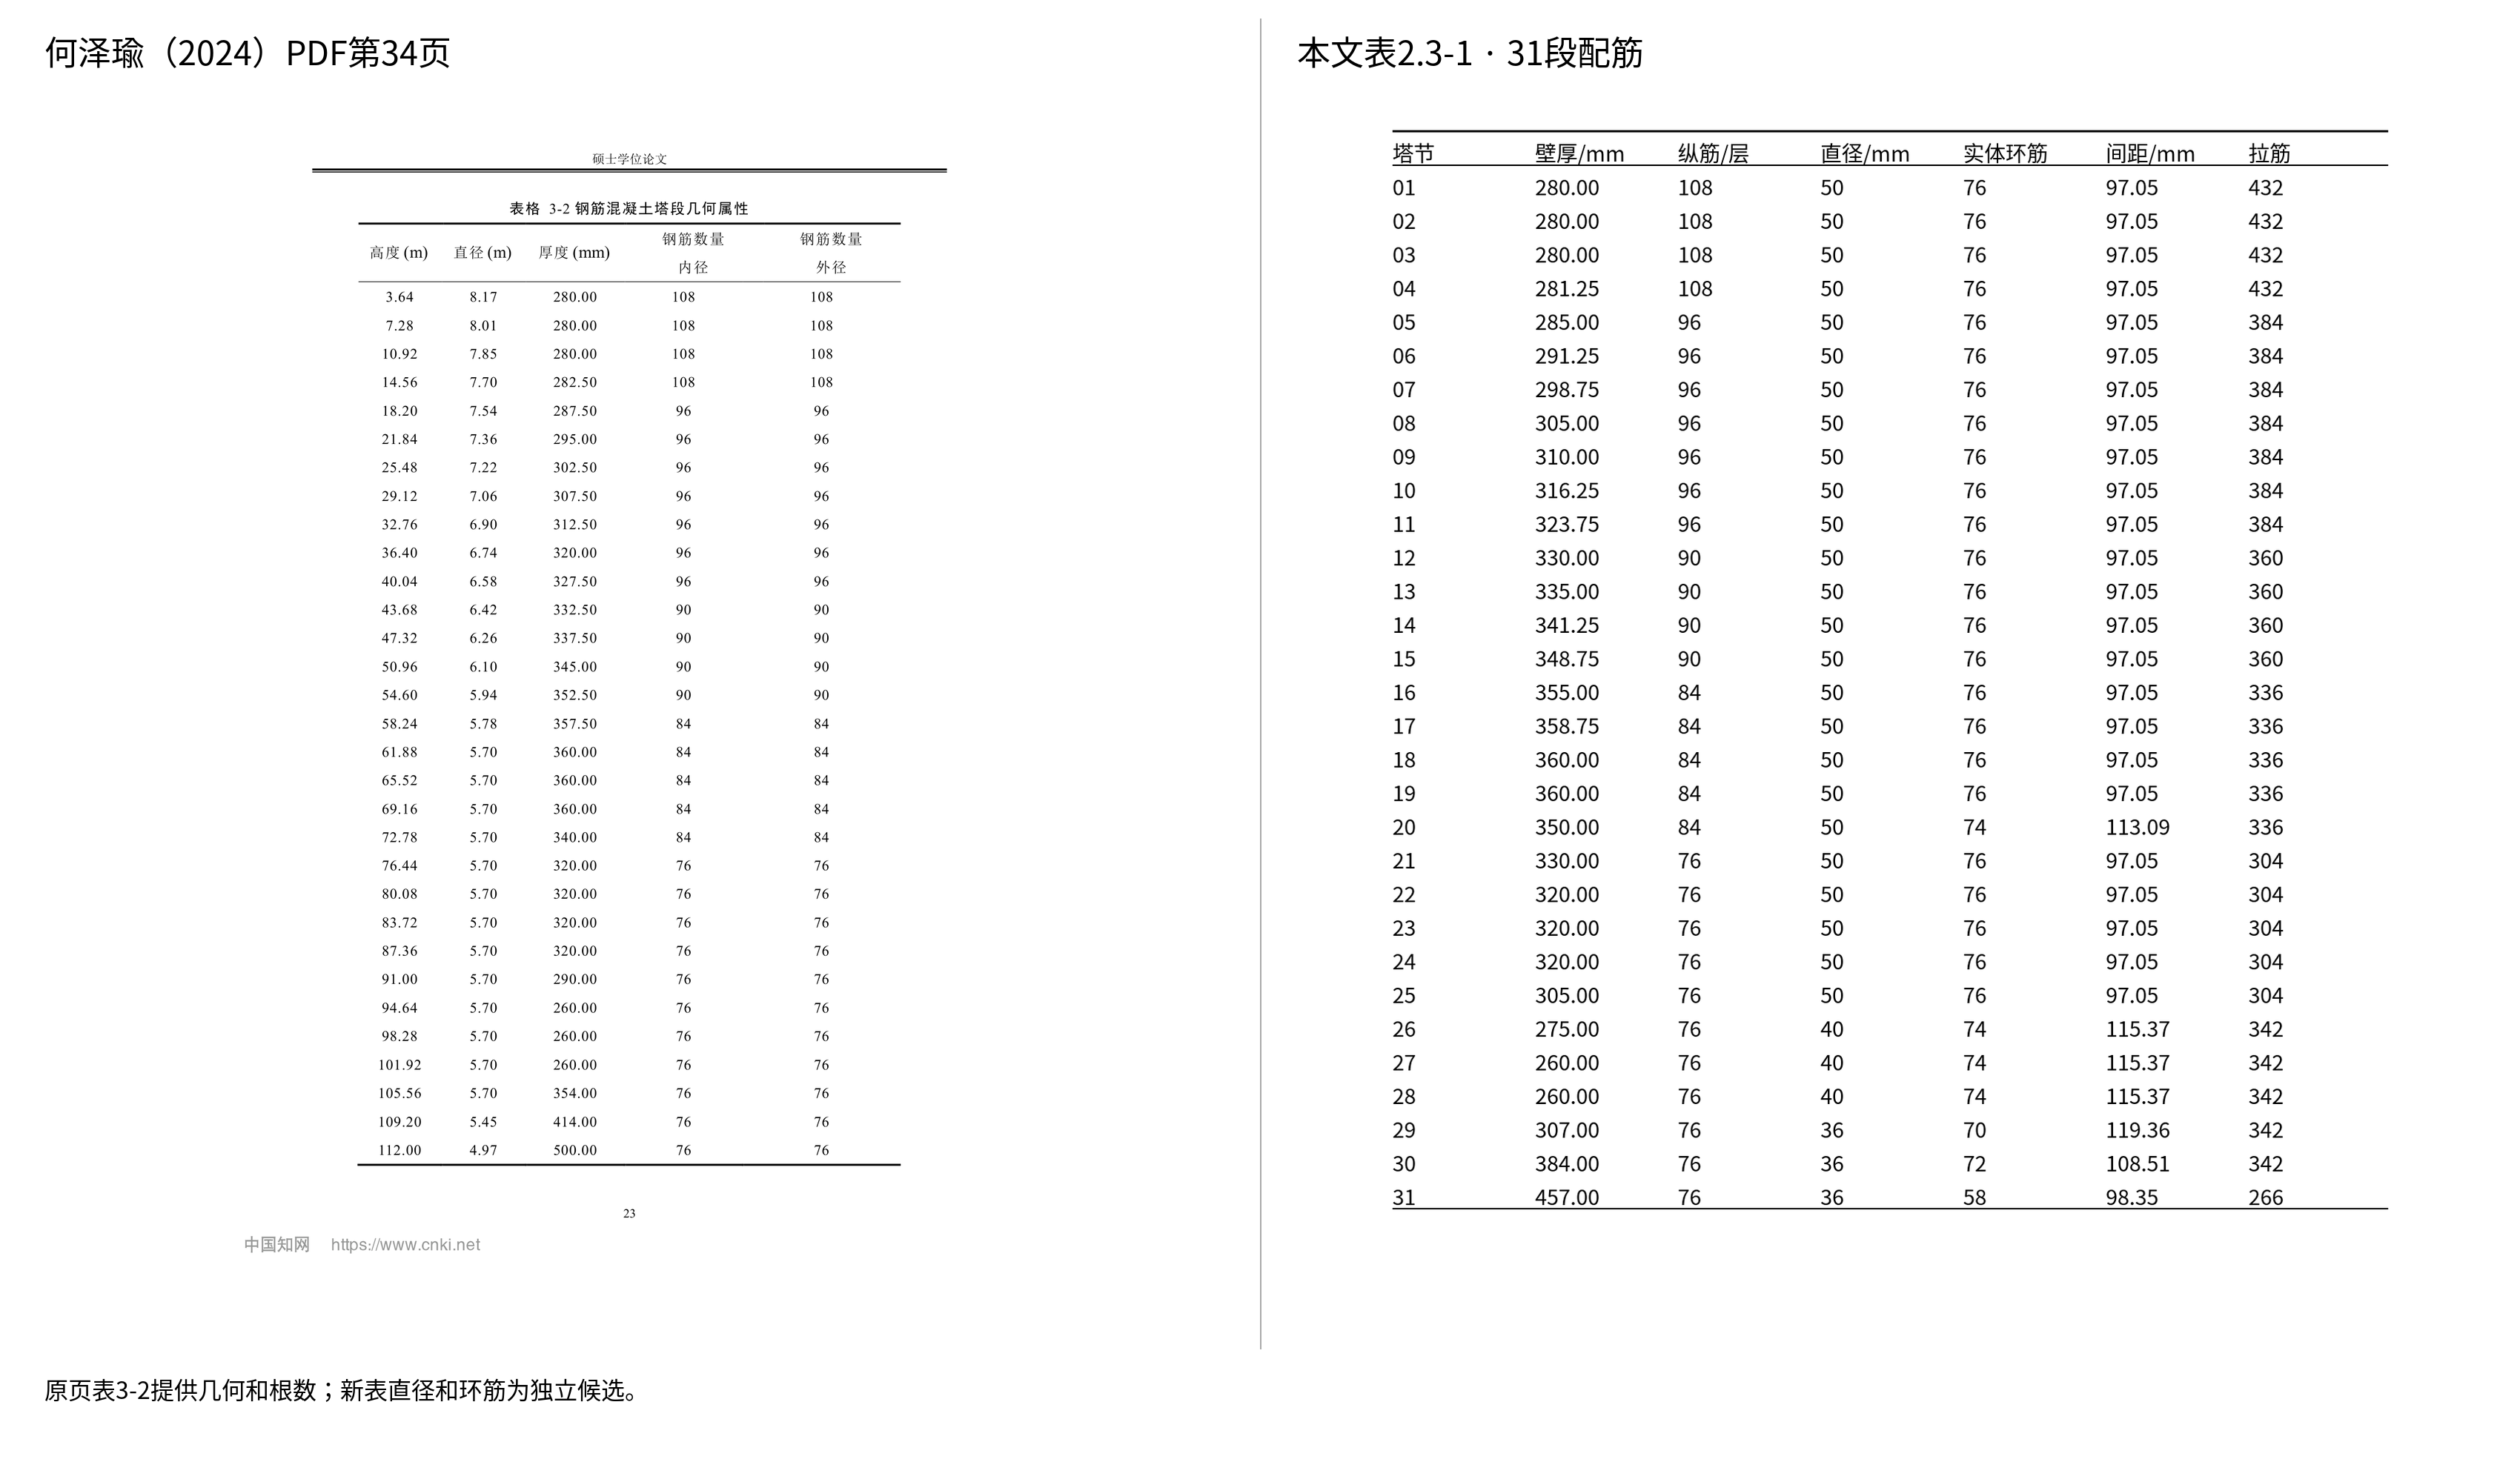 何泽瑜（2024）PDF第34页
硕士学位论文
表格 3-2 钢筋混凝土塔段几何属性
高度 (m) 直径 (m) 厚度 (mm) 钢筋数量 内径 钢筋数量 外径
3.64 8.17 280.00 108 108
7.28 8.01 280.00 108 108
10.92 7.85 280.00 108 108
14.56 7.70 282.50 108 108
18.20 7.54 287.50 96 96
21.84 7.36 295.00 96 96
25.48 7.22 302.50 96 96
29.12 7.06 307.50 96 96
32.76 6.90 312.50 96 96
36.40 6.74 320.00 96 96
40.04 6.58 327.50 96 96
43.68 6.42 332.50 90 90
47.32 6.26 337.50 90 90
50.96 6.10 345.00 90 90
54.60 5.94 352.50 90 90
58.24 5.78 357.50 84 84
61.88 5.70 360.00 84 84
65.52 5.70 360.00 84 84
69.16 5.70 360.00 84 84
72.78 5.70 340.00 84 84
76.44 5.70 320.00 76 76
80.08 5.70 320.00 76 76
83.72 5.70 320.00 76 76
87.36 5.70 320.00 76 76
91.00 5.70 290.00 76 76
94.64 5.70 260.00 76 76
98.28 5.70 260.00 76 76
101.92 5.70 260.00 76 76
105.56 5.70 354.00 76 76
109.20 5.45 414.00 76 76
112.00 4.97 500.00 76 76
23
中国知网 https://www.cnki.net
本文表2.3-1 · 31段配筋
塔节 壁厚/mm 纵筋/层 直径/mm 实体环筋 间距/mm 拉筋
01 280.00 108 50 76 97.05 432
02 280.00 108 50 76 97.05 432
03 280.00 108 50 76 97.05 432
04 281.25 108 50 76 97.05 432
05 285.00 96 50 76 97.05 384
06 291.25 96 50 76 97.05 384
07 298.75 96 50 76 97.05 384
08 305.00 96 50 76 97.05 384
09 310.00 96 50 76 97.05 384
10 316.25 96 50 76 97.05 384
11 323.75 96 50 76 97.05 384
12 330.00 90 50 76 97.05 360
13 335.00 90 50 76 97.05 360
14 341.25 90 50 76 97.05 360
15 348.75 90 50 76 97.05 360
16 355.00 84 50 76 97.05 336
17 358.75 84 50 76 97.05 336
18 360.00 84 50 76 97.05 336
19 360.00 84 50 76 97.05 336
20 350.00 84 50 74 113.09 336
21 330.00 76 50 76 97.05 304
22 320.00 76 50 76 97.05 304
23 320.00 76 50 76 97.05 304
24 320.00 76 50 76 97.05 304
25 305.00 76 50 76 97.05 304
26 275.00 76 40 74 115.37 342
27 260.00 76 40 74 115.37 342
28 260.00 76 40 74 115.37 342
29 307.00 76 36 70 119.36 342
30 384.00 76 36 72 108.51 342
31 457.00 76 36 58 98.35 266
原页表3-2提供几何和根数；新表直径和环筋为独立候选。